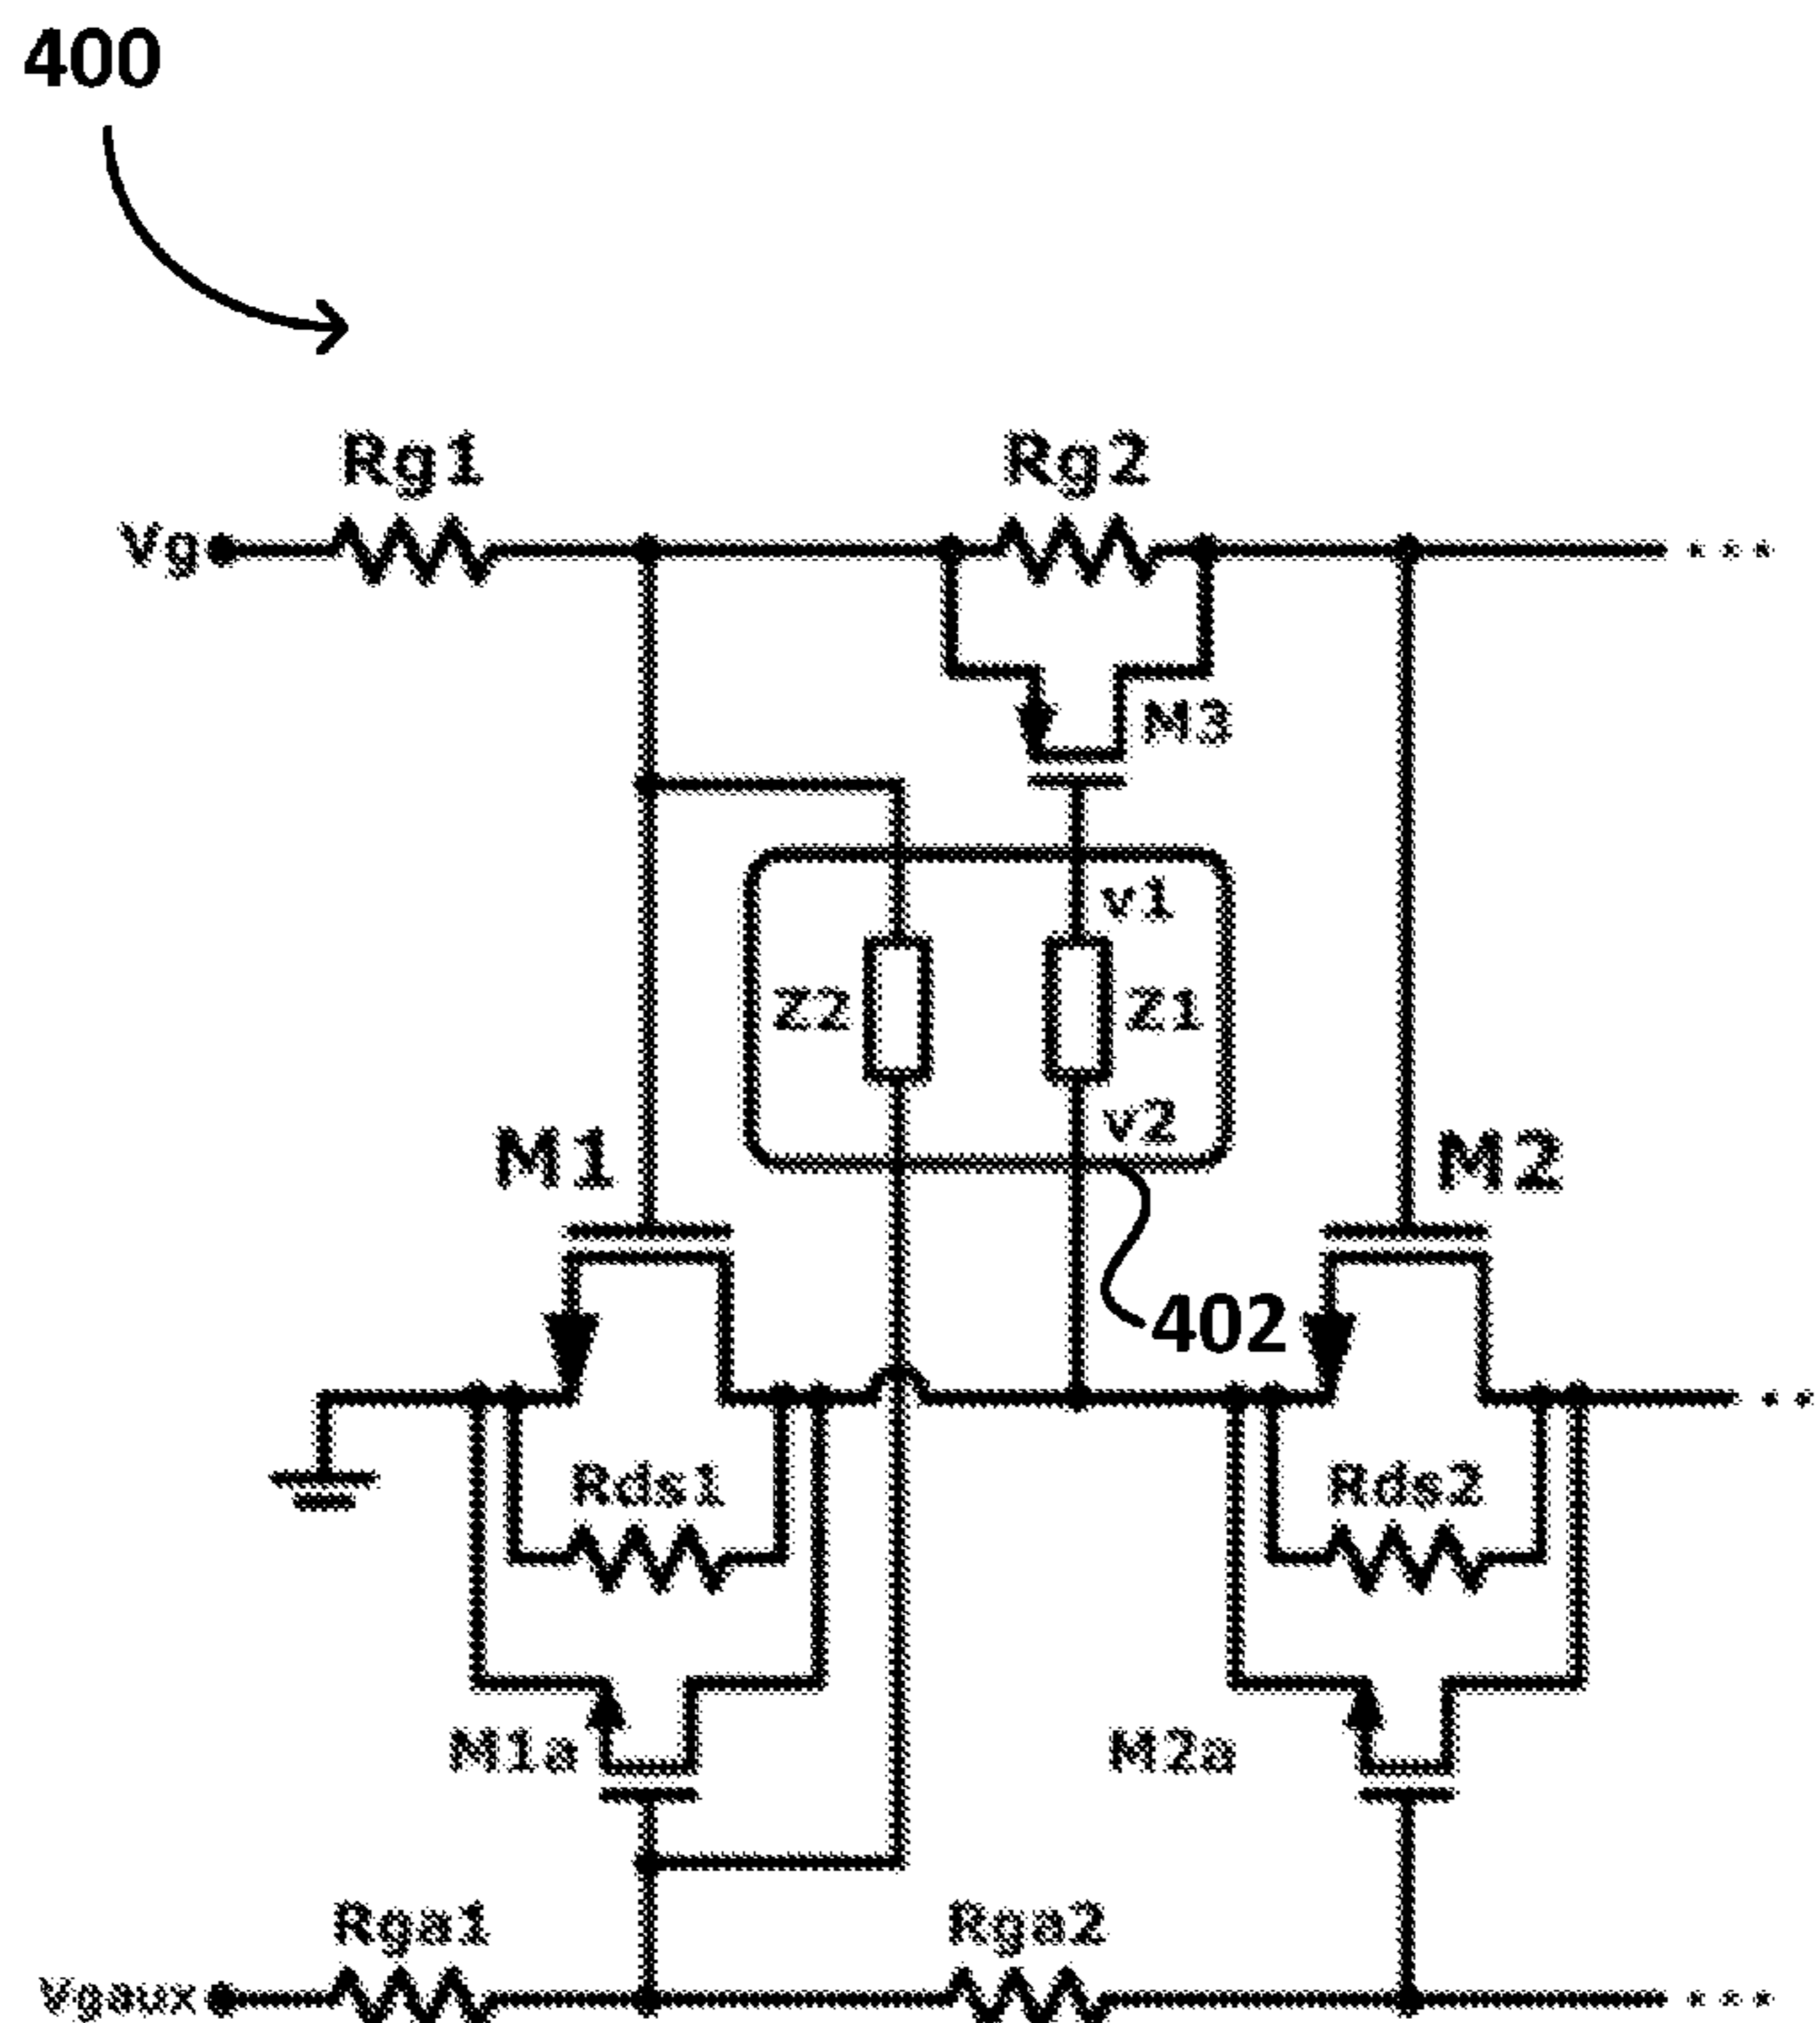 400
Rg1 Rg2
Vg ...
M3
v1
Z2 Z1
v2
M1 M2
402
...
Rds1 Rds2
M1a M2a
Rga1 Rga2
Vgaux ...